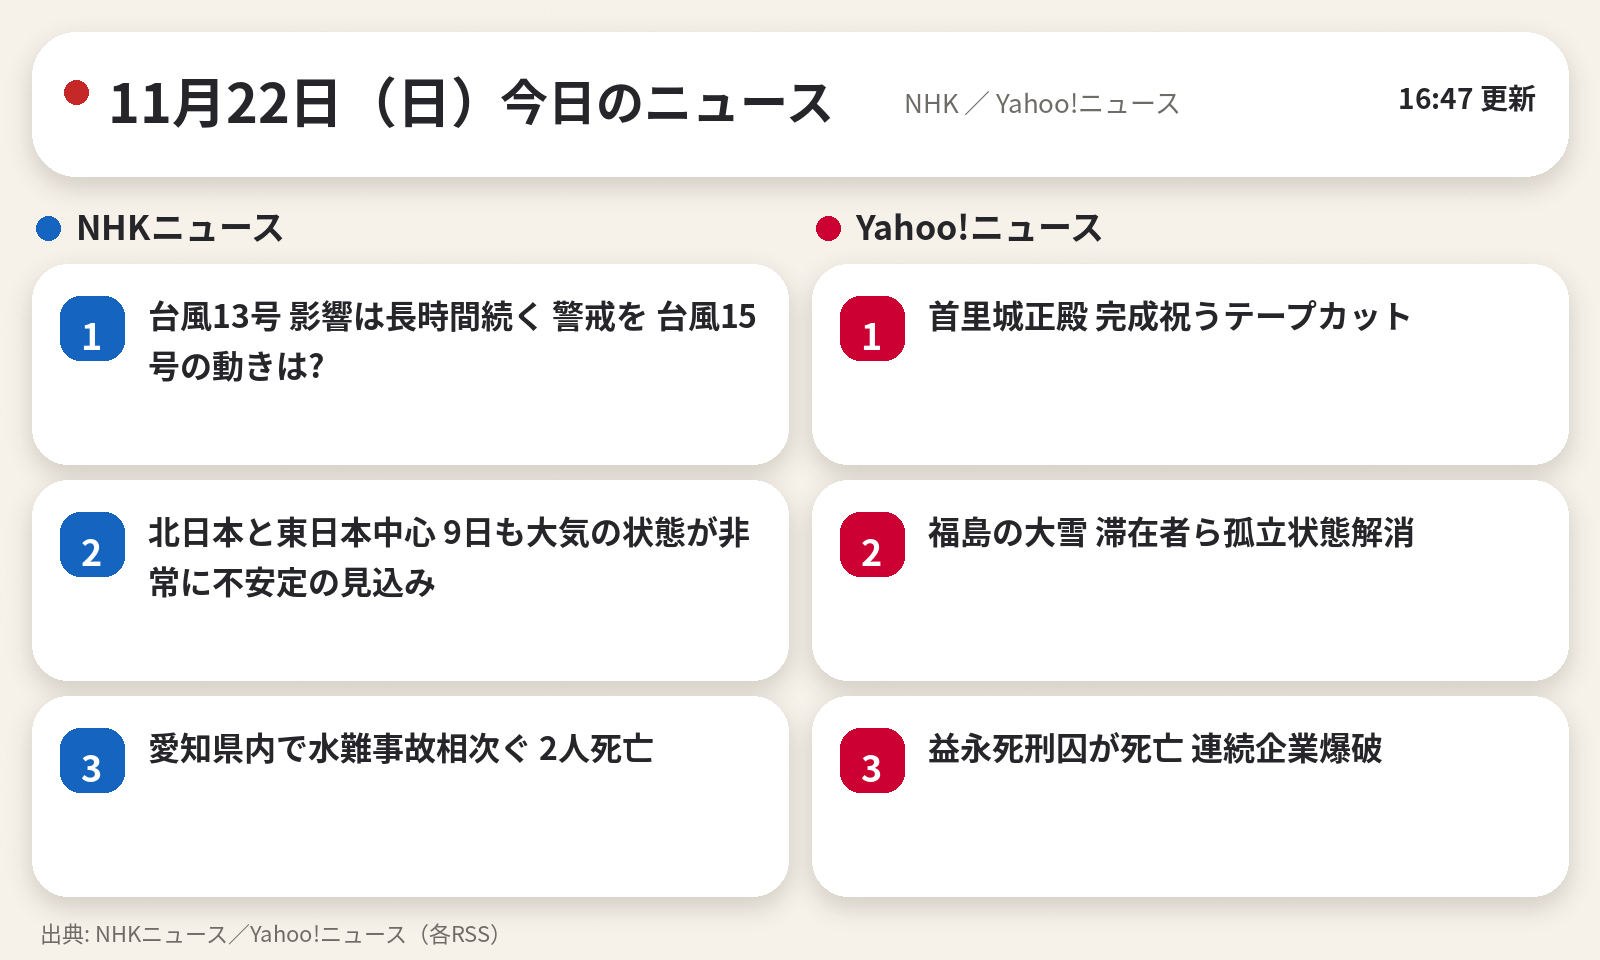 11月22日（日）今日のニュース
NHK ／ Yahoo!ニュース
16:47 更新
NHKニュース
1
台風13号 影響は長時間続く 警戒を 台風15
号の動きは?
2
北日本と東日本中心 9日も大気の状態が非
常に不安定の見込み
3
愛知県内で水難事故相次ぐ 2人死亡
Yahoo!ニュース
1
首里城正殿 完成祝うテープカット
2
福島の大雪 滞在者ら孤立状態解消
3
益永死刑囚が死亡 連続企業爆破
出典: NHKニュース／Yahoo!ニュース（各RSS）